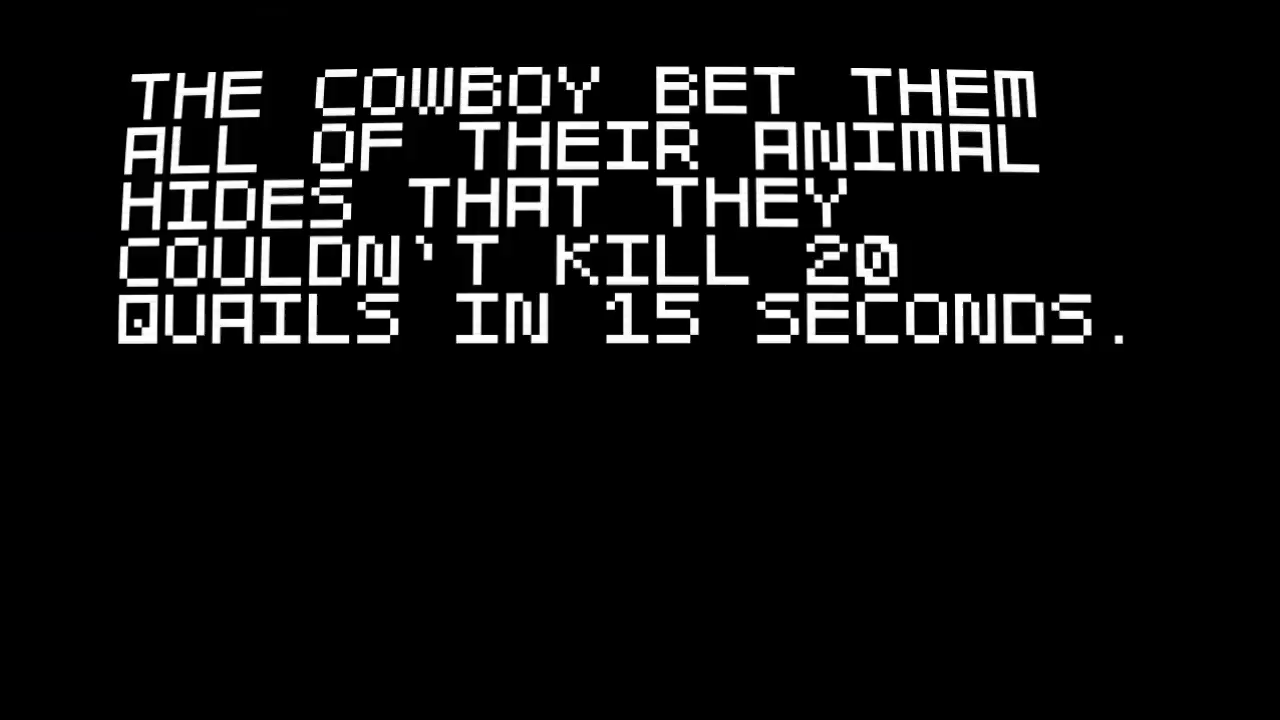 THE COWBOY BET THEM
ALL OF THEIR ANIMAL
HIDES THAT THEY
COULDN'T KILL 20
QUAILS IN 15 SECONDS.